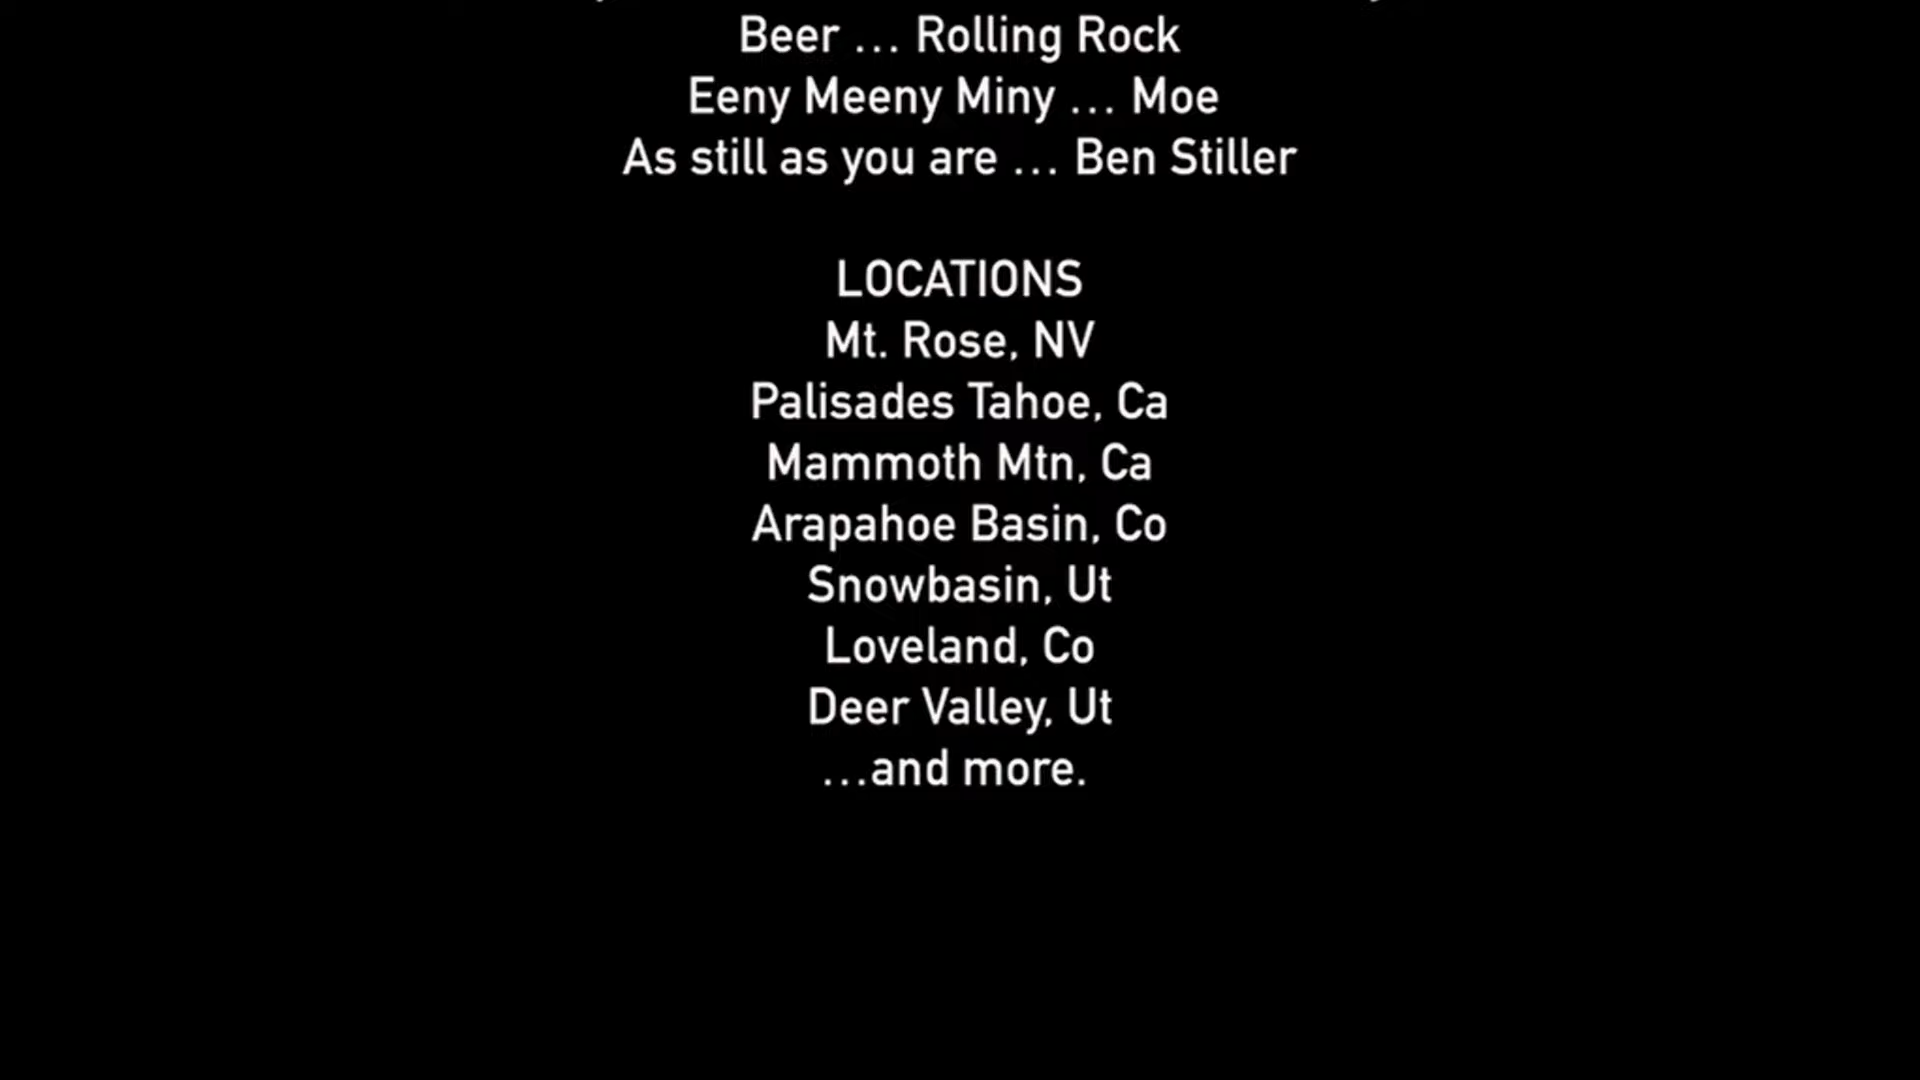 Beer ... Rolling Rock
Eeny Meeny Miny ... Moe
As still as you are ... Ben Stiller
LOCATIONS
Mt. Rose, NV
Palisades Tahoe, Ca
Mammoth Mtn, Ca
Arapahoe Basin, Co
Snowbasin, Ut
Loveland, Co
Deer Valley, Ut
...and more.